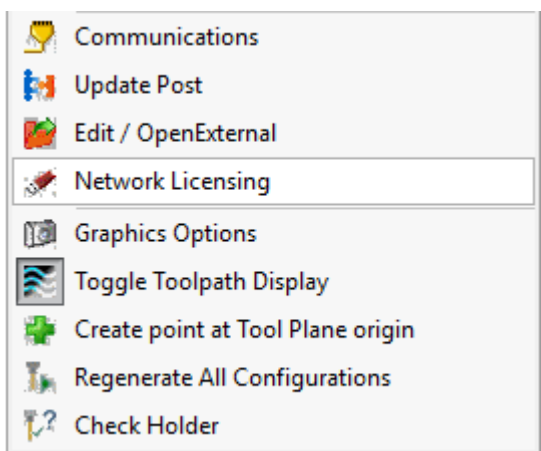 Communications
Update Post
Edit / OpenExternal
Network Licensing
Graphics Options
Toggle Toolpath Display
Create point at Tool Plane origin
Regenerate All Configurations
Check Holder